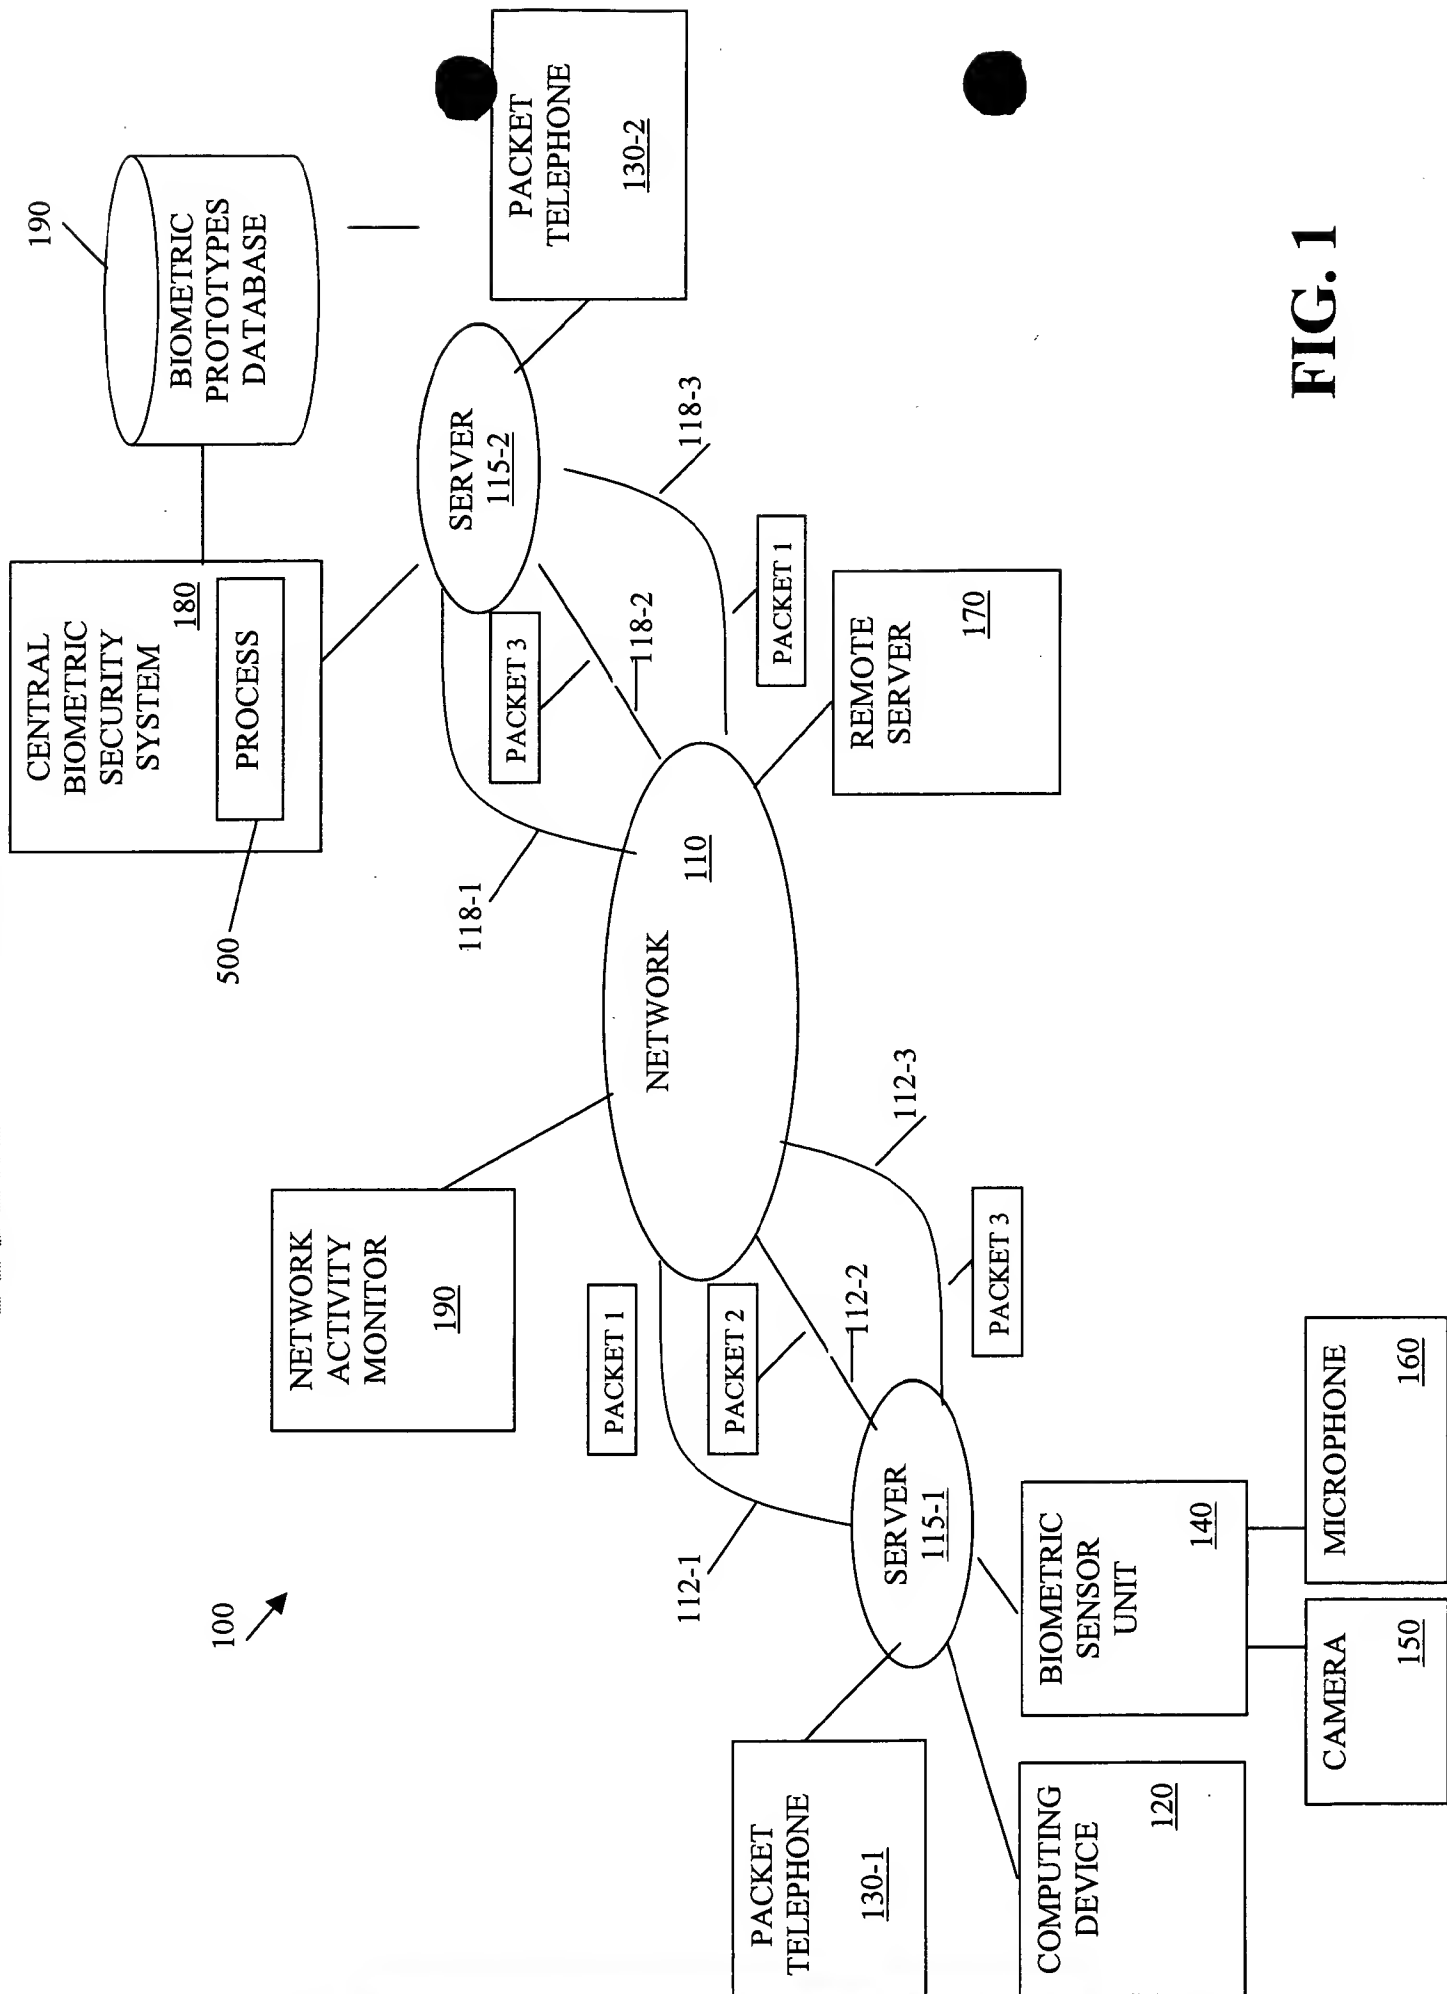 100
PACKET
TELEPHONE
130-1
COMPUTING
DEVICE
120
CAMERA
150
MICROPHONE
160
BIOMETRIC
SENSOR
UNIT
140
SERVER
115-1
112-1
112-2
112-3
PACKET 1
PACKET 2
PACKET 3
NETWORK
ACTIVITY
MONITOR
190
NETWORK
110
500
CENTRAL
BIOMETRIC
SECURITY
SYSTEM
180
PROCESS
118-1
118-2
118-3
PACKET 3
PACKET 1
REMOTE
SERVER
170
SERVER
115-2
190
BIOMETRIC
PROTOTYPES
DATABASE
PACKET
TELEPHONE
130-2
FIG. 1